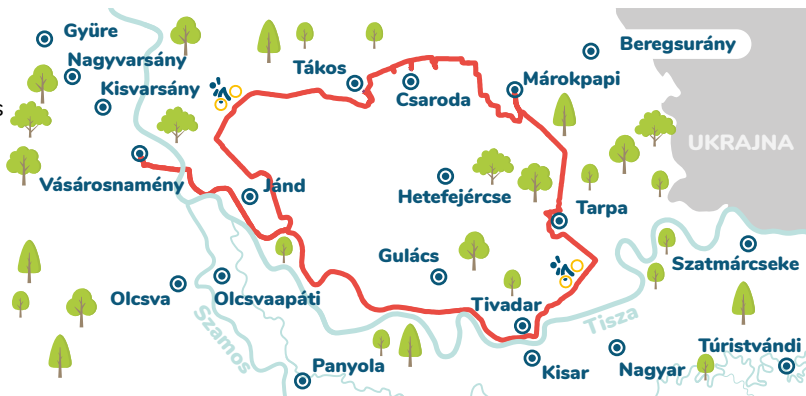 Gyüre
Beregsurány
Nagyvarsány
Tákos
Márokpapi
Kisvarsány
Csaroda
s
UKRAJNA
Vásárosnamény
Jánd
Hetefejércse
Tarpa
Gulács
Szatmárcseke
Olcsva
Olcsvaapáti
Tivadar
Tisza
Szamos
Túristvándi
Panyola
Kisar
Nagyar